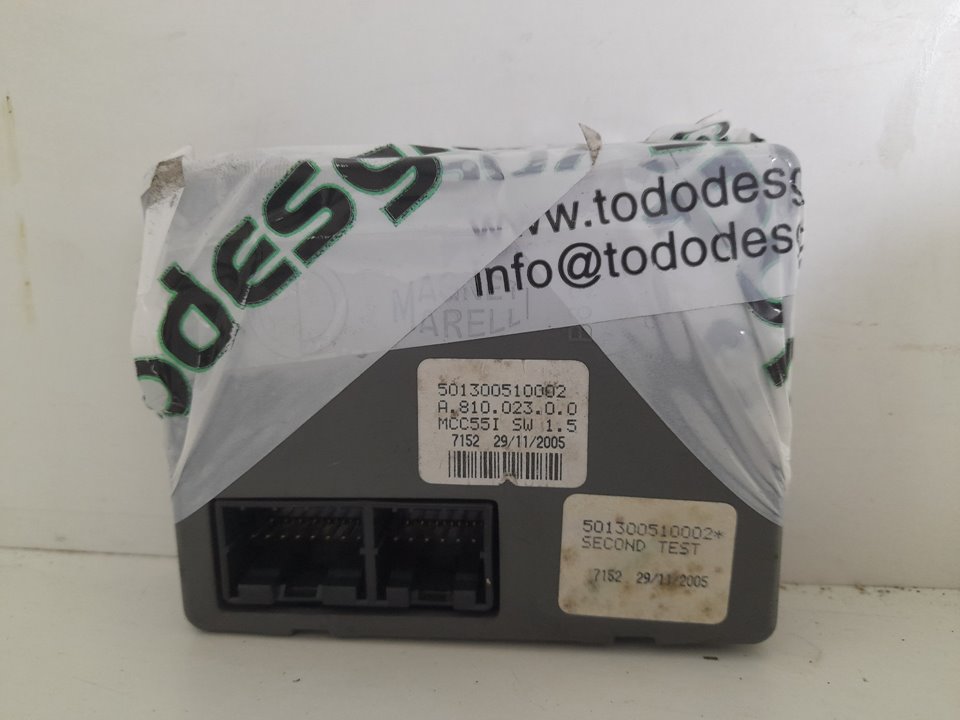 odesg
www.tododesg
info@tododesg
MAGNETI
MARELLI
501300510002
A.810.023.0.0
MCC55I SW 1.5
7152 29/11/2005
501300510002*
SECOND TEST
7152 29/11/2005